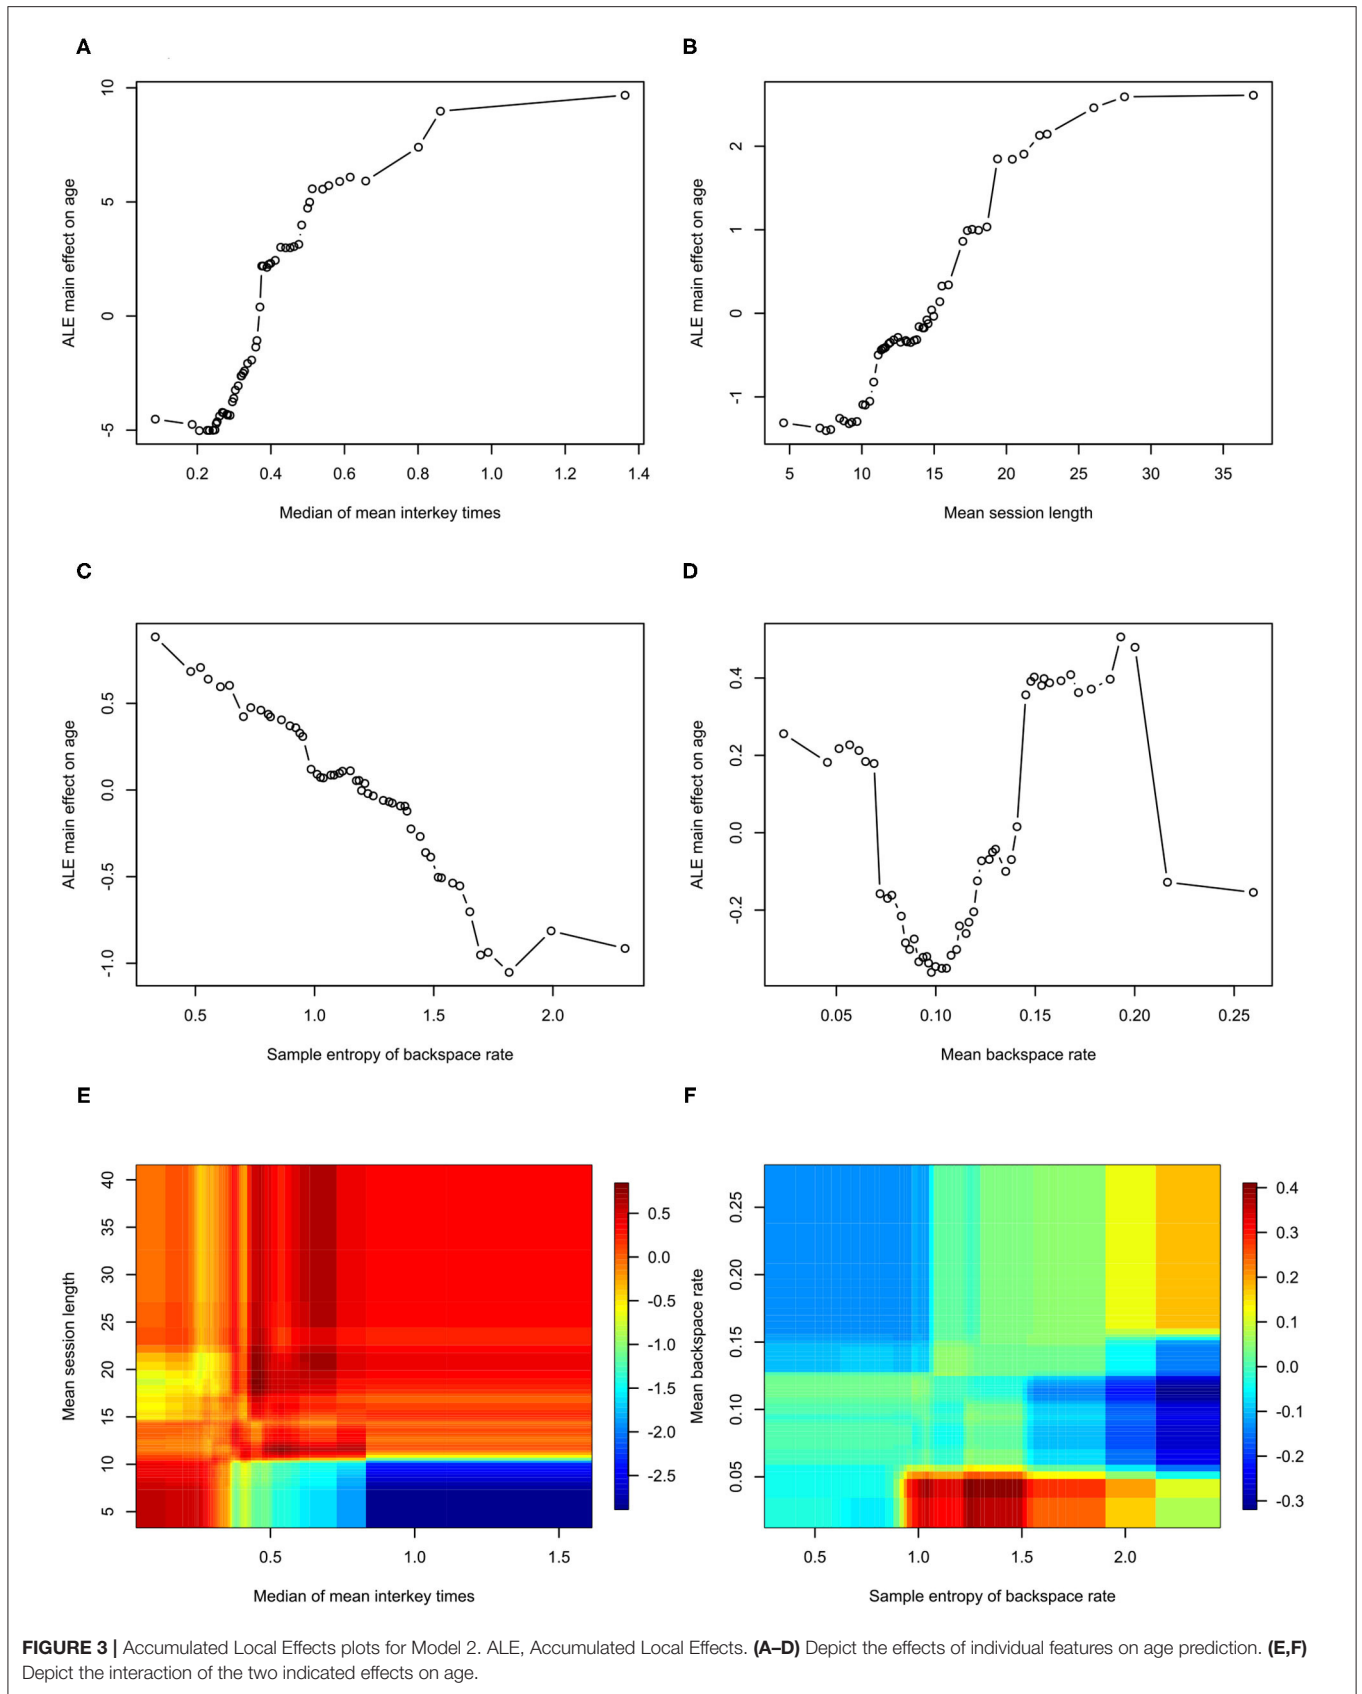 A
ALE main effect on age
10
5
0
-5
0.2 0.4 0.6 0.8 1.0 1.2 1.4
Median of mean interkey times
B
ALE main effect on age
2
1
0
-1
5 10 15 20 25 30 35
Mean session length
C
ALE main effect on age
0.5
0.0
-0.5
-1.0
0.5 1.0 1.5 2.0
Sample entropy of backspace rate
D
ALE main effect on age
0.4
0.2
0.0
-0.2
0.05 0.10 0.15 0.20 0.25
Mean backspace rate
E
Mean session length
40
35
30
25
20
15
10
5
0.5 1.0 1.5
Median of mean interkey times
0.5
0.0
-0.5
-1.0
-1.5
-2.0
-2.5
F
Mean backspace rate
0.25
0.20
0.15
0.10
0.05
0.5 1.0 1.5 2.0
Sample entropy of backspace rate
0.4
0.3
0.2
0.1
0.0
-0.1
-0.2
-0.3
FIGURE 3 | Accumulated Local Effects plots for Model 2. ALE, Accumulated Local Effects. (A–D) Depict the effects of individual features on age prediction. (E,F)
Depict the interaction of the two indicated effects on age.